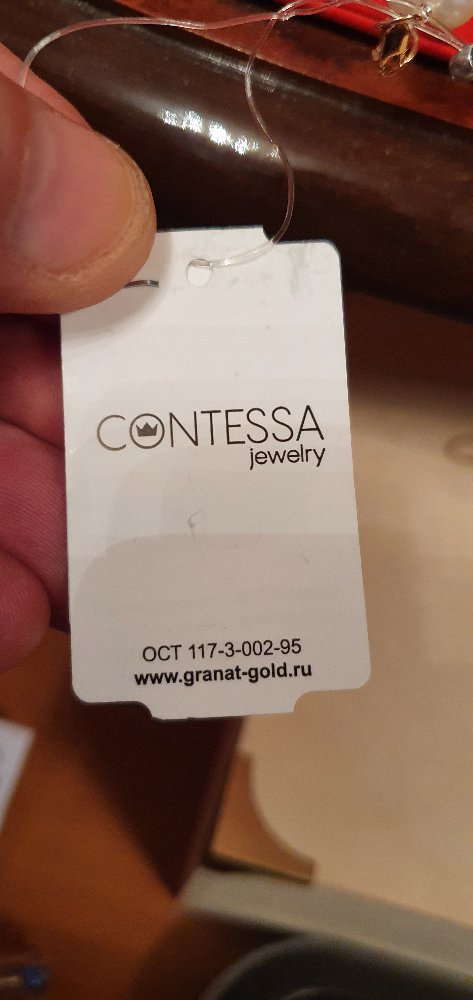 CONTESSA
jewelry
ОСТ 117-3-002-95
www.granat-gold.ru